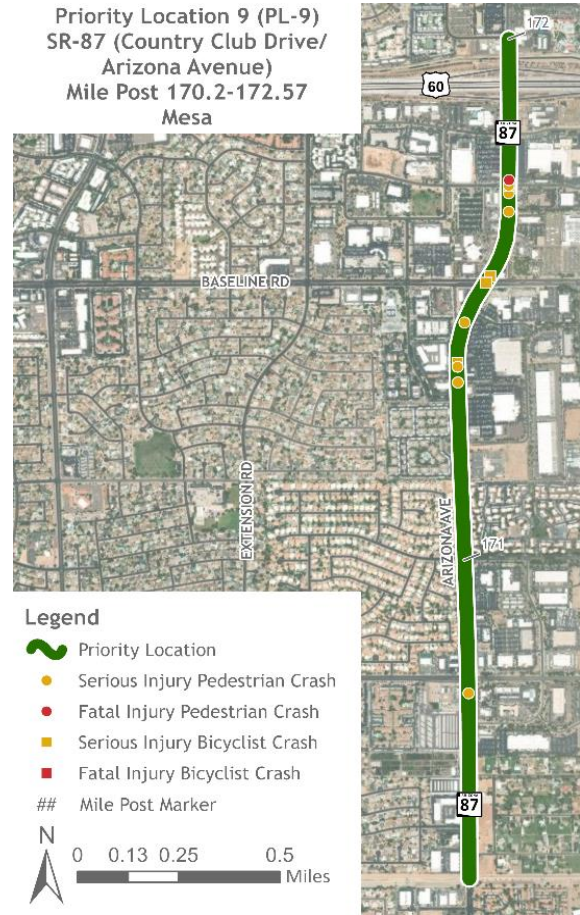 Priority Location 9 (PL-9)
SR-87 (Country Club Drive/
Arizona Avenue)
Mile Post 170.2-172.57
Mesa
172
60
87
BASELINE RD
EXTENSION RD
ARIZONA AVE
171
Legend
Priority Location
Serious Injury Pedestrian Crash
Fatal Injury Pedestrian Crash
Serious Injury Bicyclist Crash
Fatal Injury Bicyclist Crash
## Mile Post Marker
87
N
0 0.13 0.25 0.5
Miles